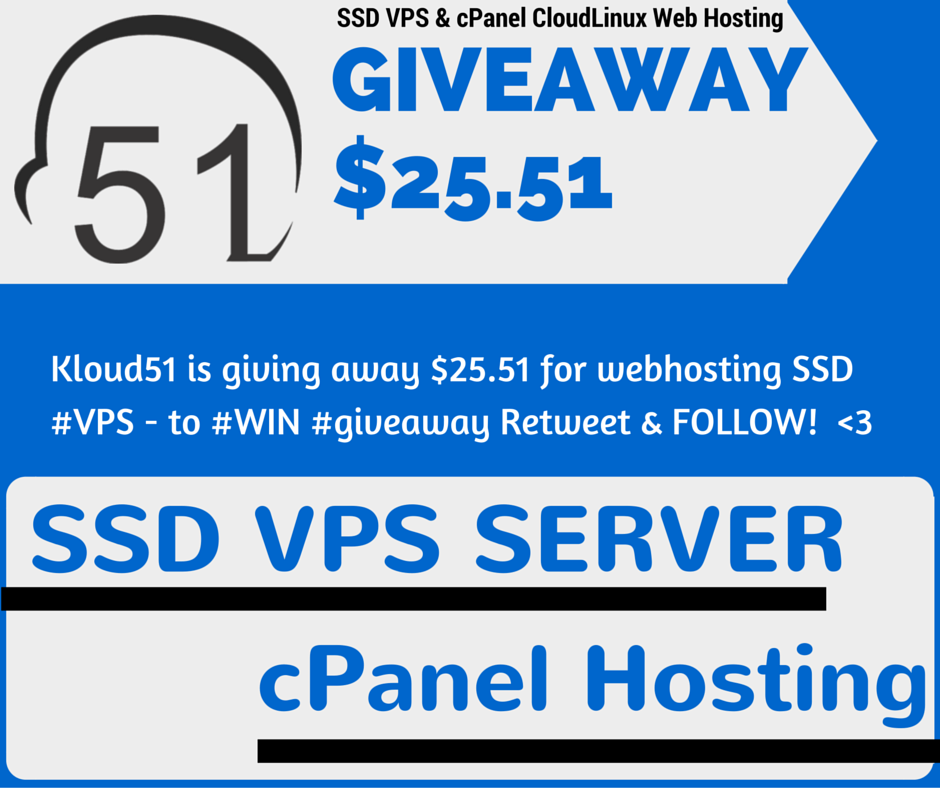 SSD VPS & cPanel CloudLinux Web Hosting
GIVEAWAY
$25.51
51
Kloud51 is giving away $25.51 for webhosting SSD
#VPS - to #WIN #giveaway Retweet & FOLLOW! <3
SSD VPS SERVER
cPanel Hosting